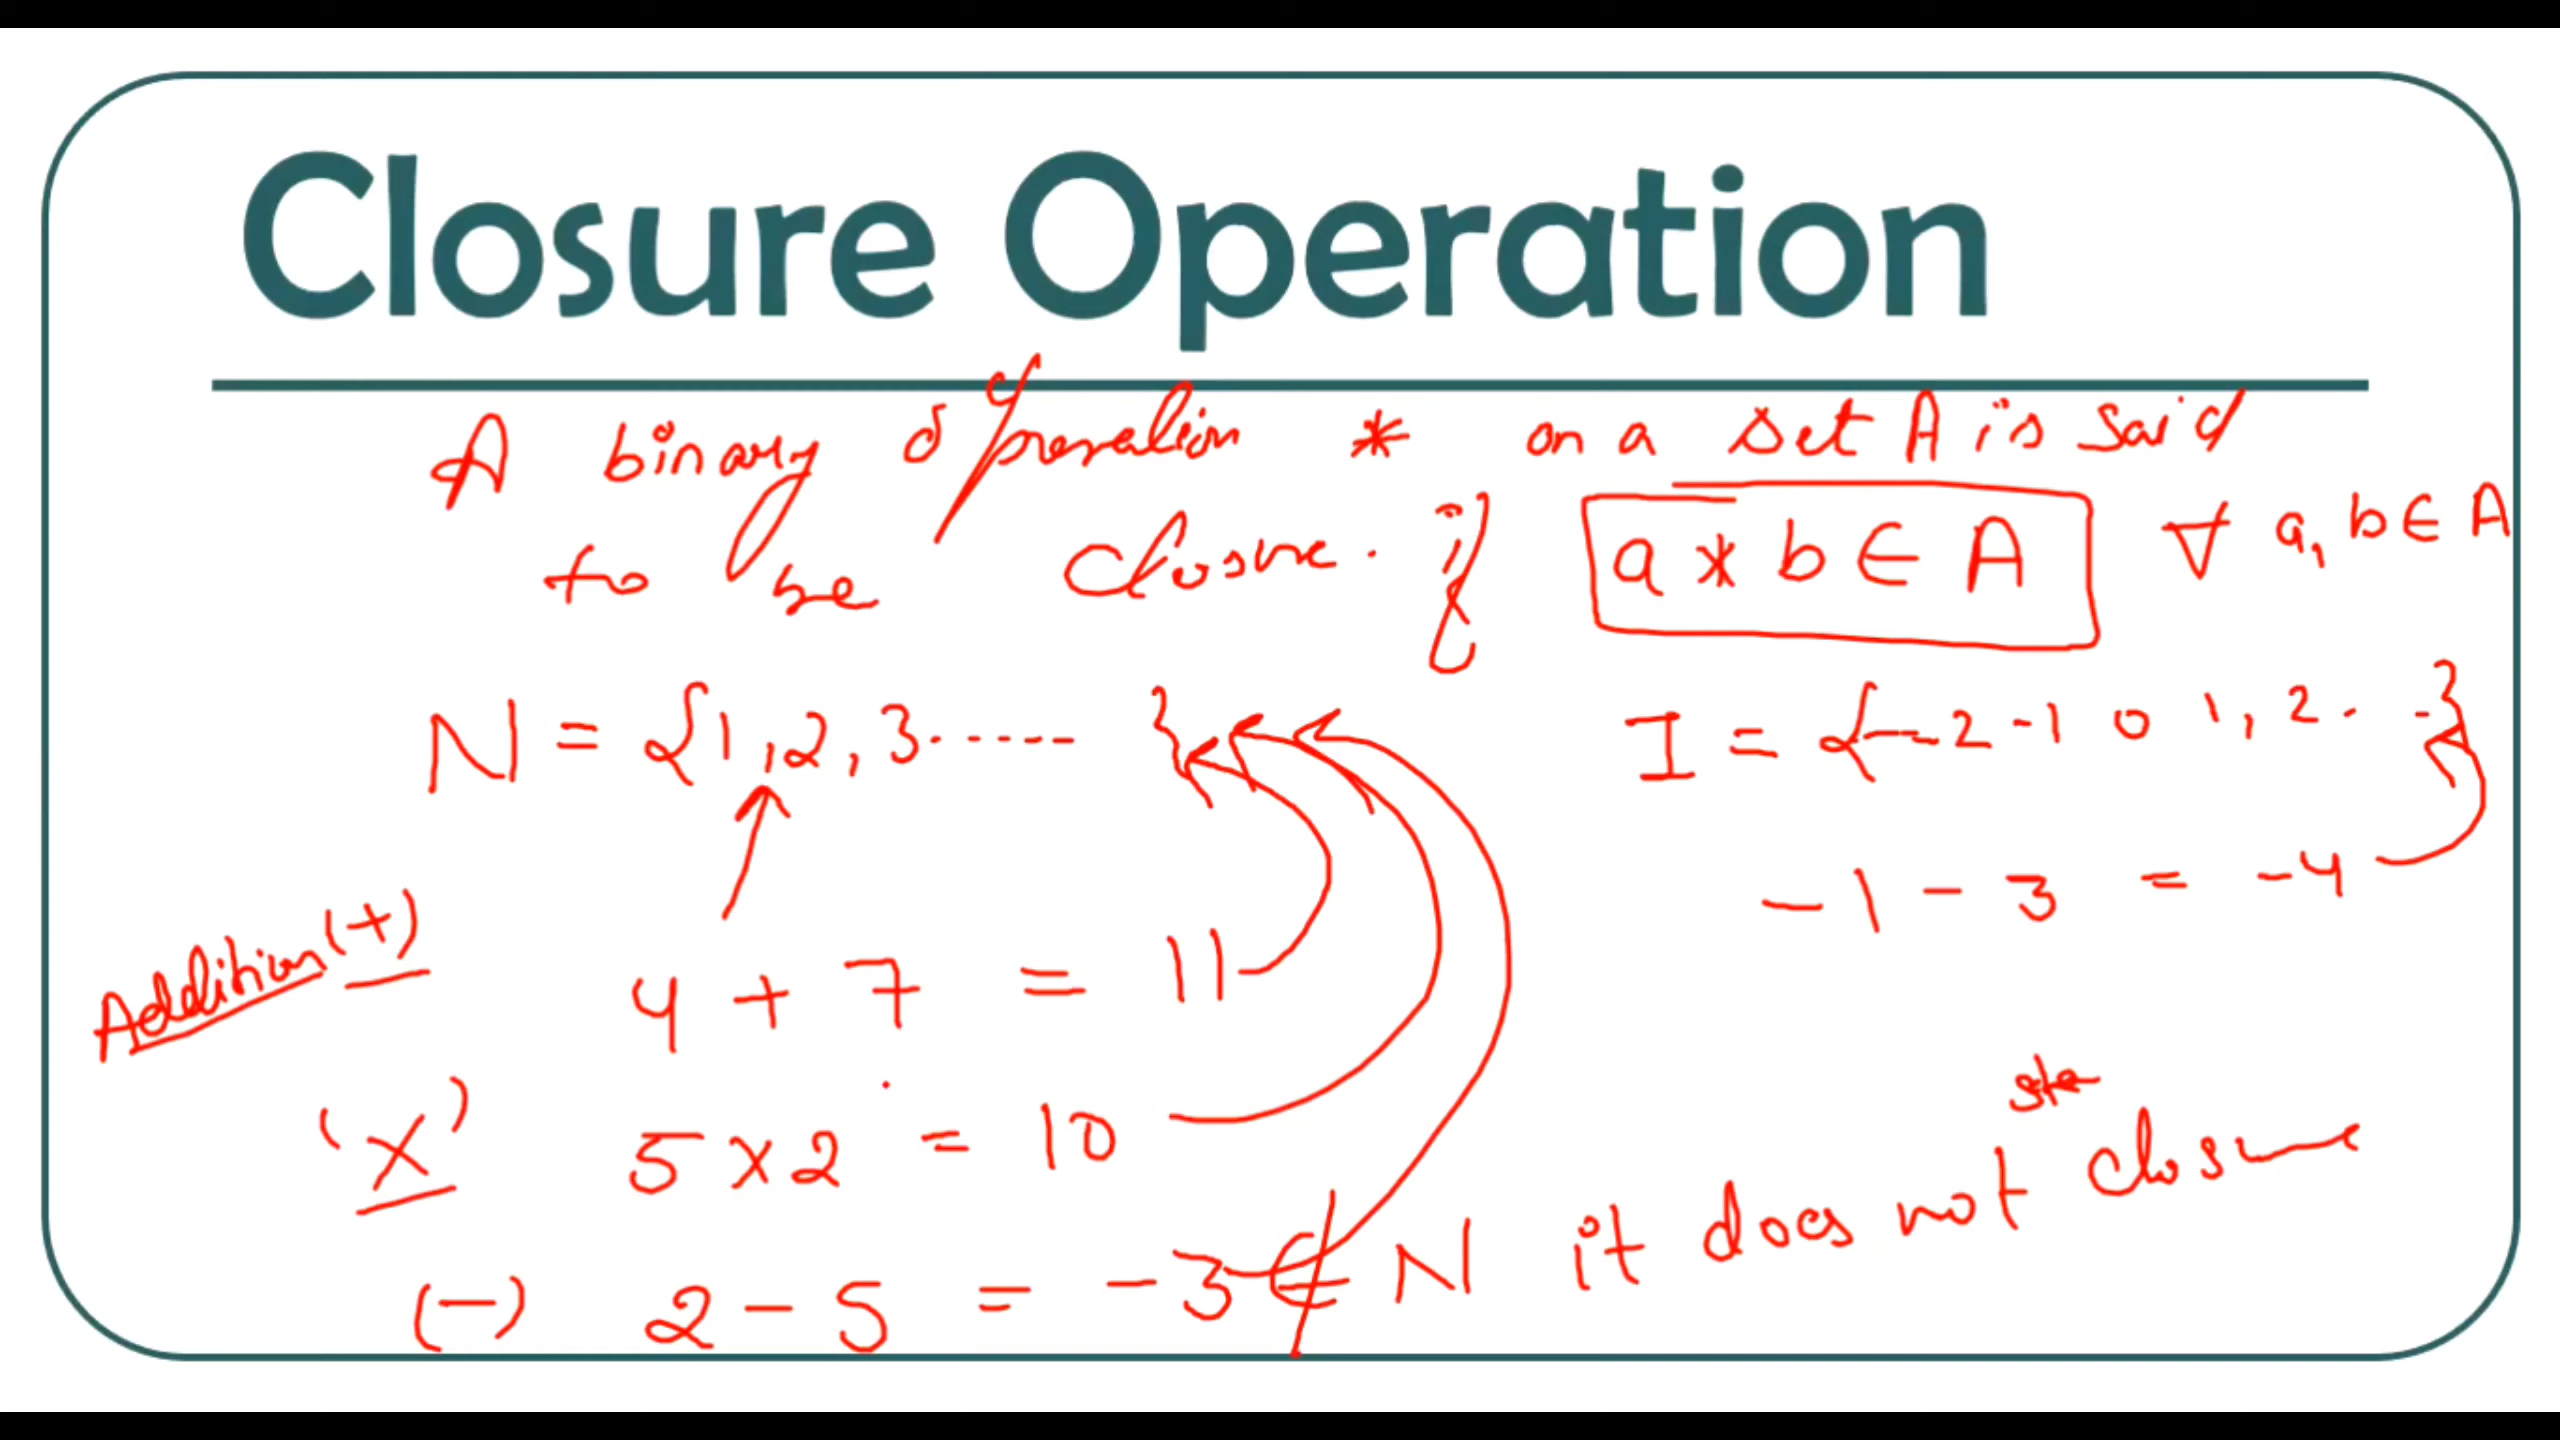 Closure Operation
A binary operation * on a set A is said
to be closure. if a * b ∈ A ∀ a, b ∈ A
N = {1, 2, 3 ------ }
I = {-- -2 -1 0 1, 2 . - -}
-1 - 3 = -4
Addition (+) 4 + 7 = 11
'X' 5 × 2 = 10
(-) 2 - 5 = -3 ∉ N it does not closure